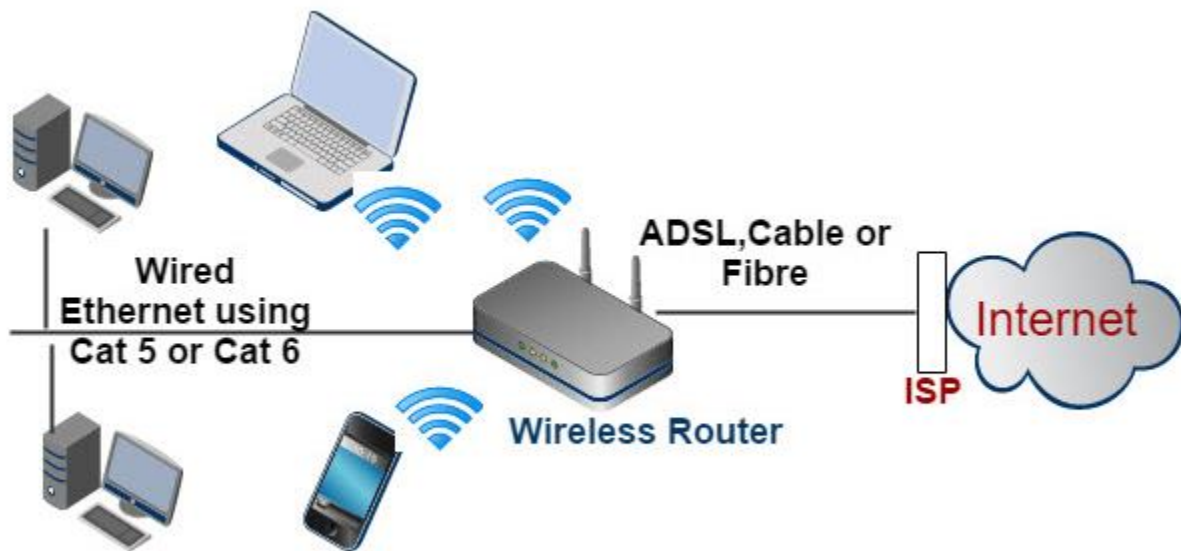 ADSL,Cable or
Fibre
Wired
Ethernet using
Cat 5 or Cat 6
Internet
ISP
Wireless Router